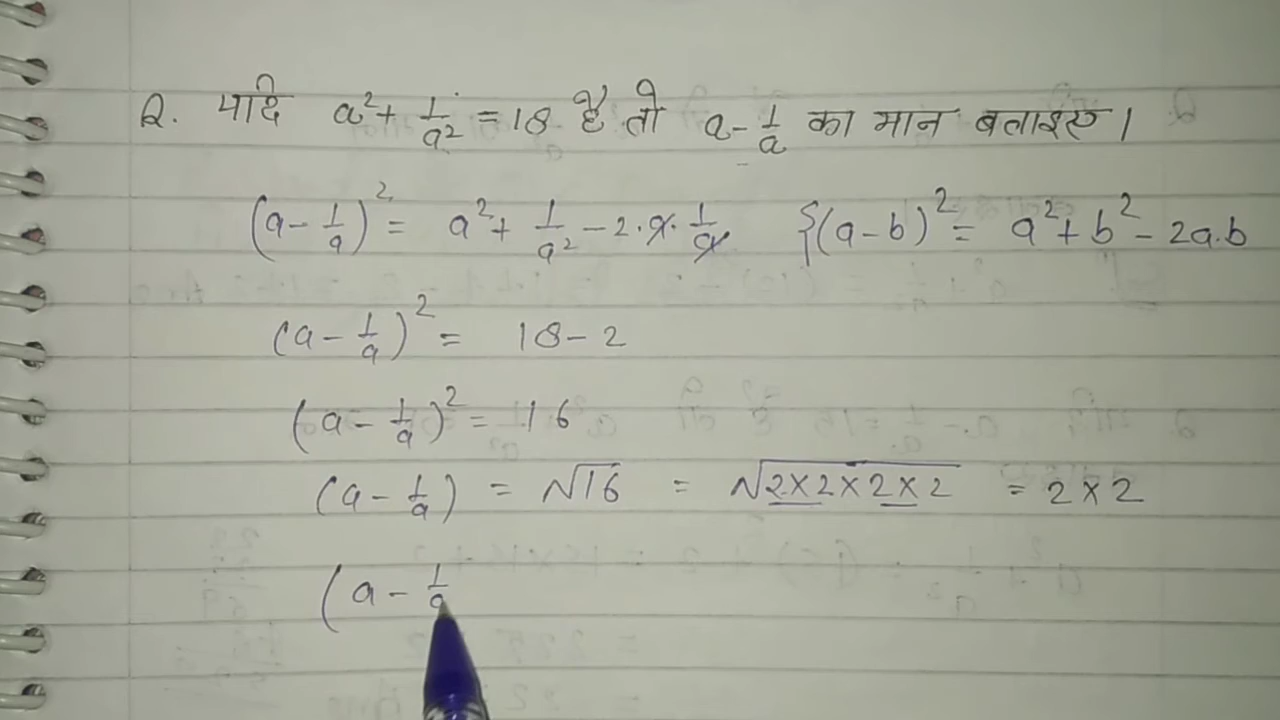 Q. यदि a² + 1/a² = 18 है तो a - 1/a का मान बताइए।
(a - 1/a)² = a² + 1/a² - 2·a·1/a {(a-b)² = a² + b² - 2a.b
(a - 1/a)² = 18 - 2
(a - 1/a)² = 16
(a - 1/a) = √16 = √2×2×2×2 = 2×2
(a - 1/a